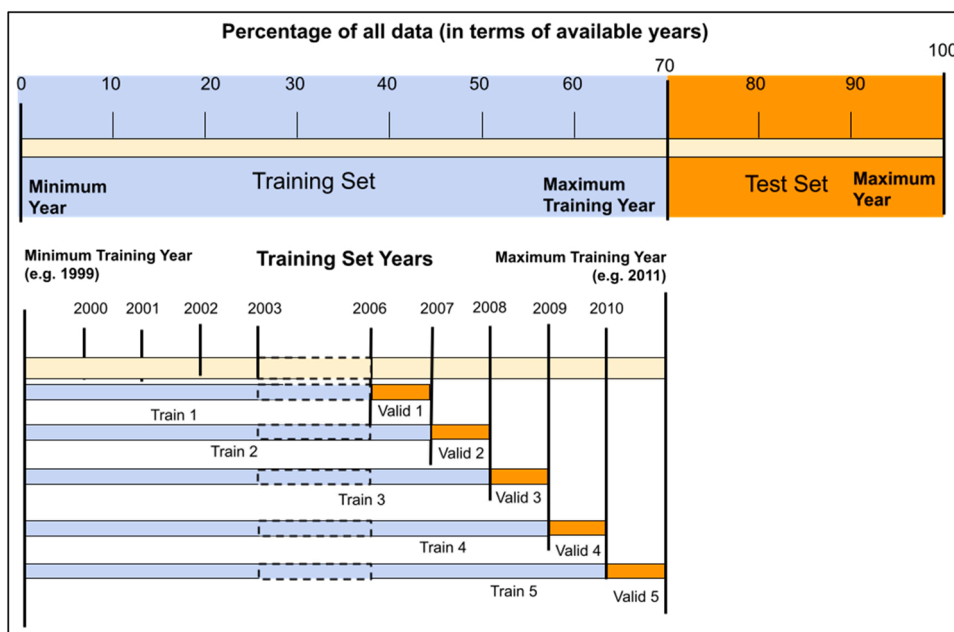 Percentage of all data (in terms of available years)
0 10 20 30 40 50 60 70 80 90 100
Minimum
Year
Training Set
Maximum
Training Year
Test Set
Maximum
Year
Minimum Training Year
(e.g. 1999)
Training Set Years
Maximum Training Year
(e.g. 2011)
2000 2001 2002 2003 2006 2007 2008 2009 2010
Train 1 Valid 1
Train 2 Valid 2
Train 3 Valid 3
Train 4 Valid 4
Train 5 Valid 5